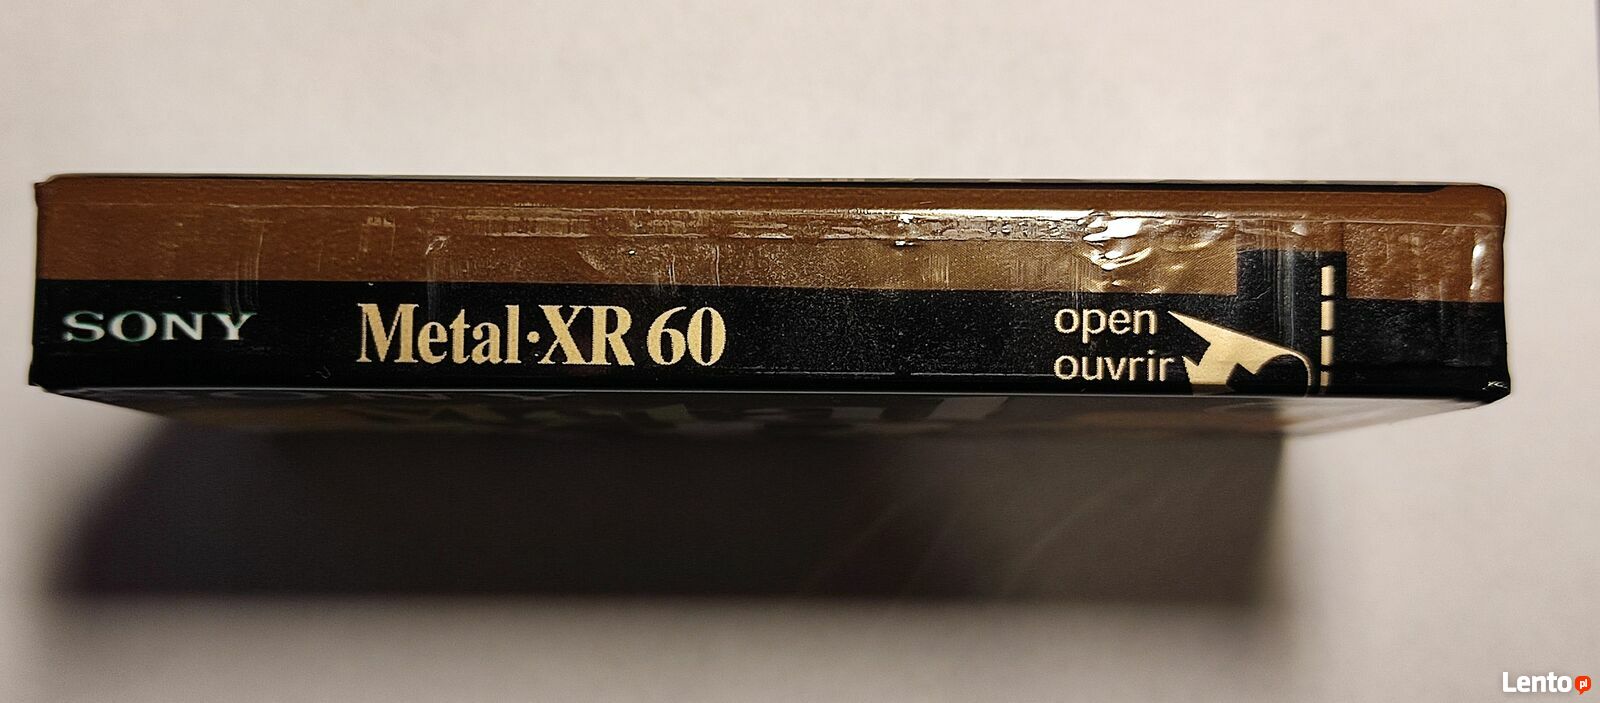 SONY
Metal·XR 60
open
ouvrir
Lento pl